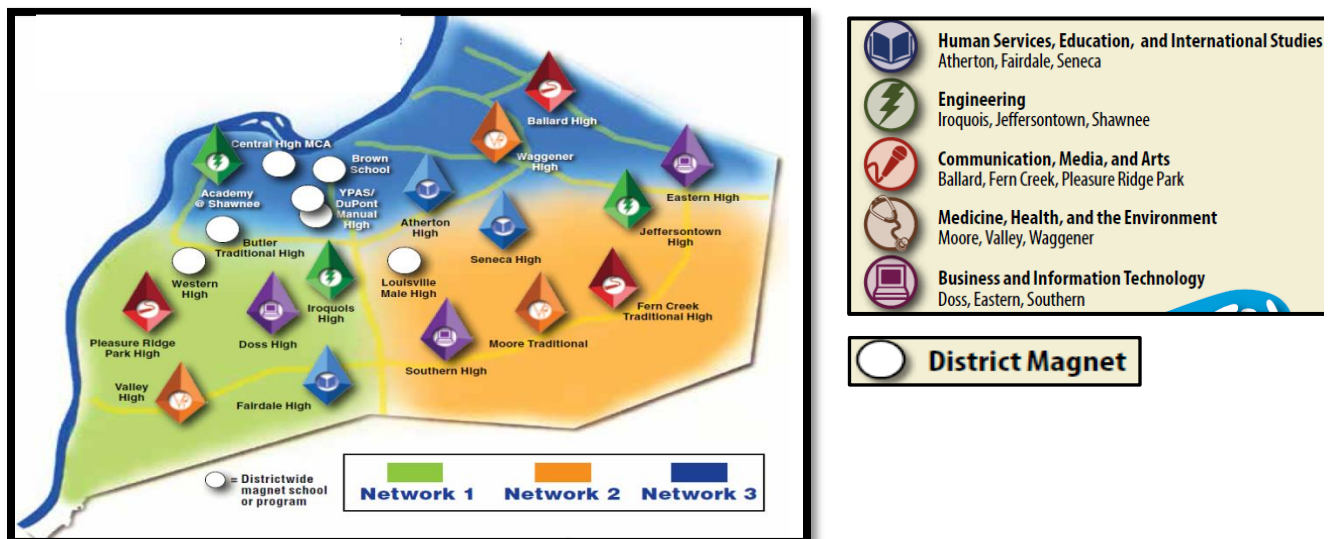 Ballard High
Central High MCA
Brown
School
Waggener
High
Academy
@ Shawnee
YPAS/
DuPont
Manual
High
Eastern High
Atherton
High
Jeffersontown
High
Butler
Traditional High
Seneca High
Western
High
Louisville
Male High
Iroquois
High
Fern Creek
Traditional High
Pleasure Ridge
Park High
Doss High
Moore Traditional
Southern High
Valley
High
Fairdale High
= Districtwide
magnet school
or program
Network 1
Network 2
Network 3
Human Services, Education, and International Studies
Atherton, Fairdale, Seneca
Engineering
Iroquois, Jeffersontown, Shawnee
Communication, Media, and Arts
Ballard, Fern Creek, Pleasure Ridge Park
Medicine, Health, and the Environment
Moore, Valley, Waggener
Business and Information Technology
Doss, Eastern, Southern
District Magnet